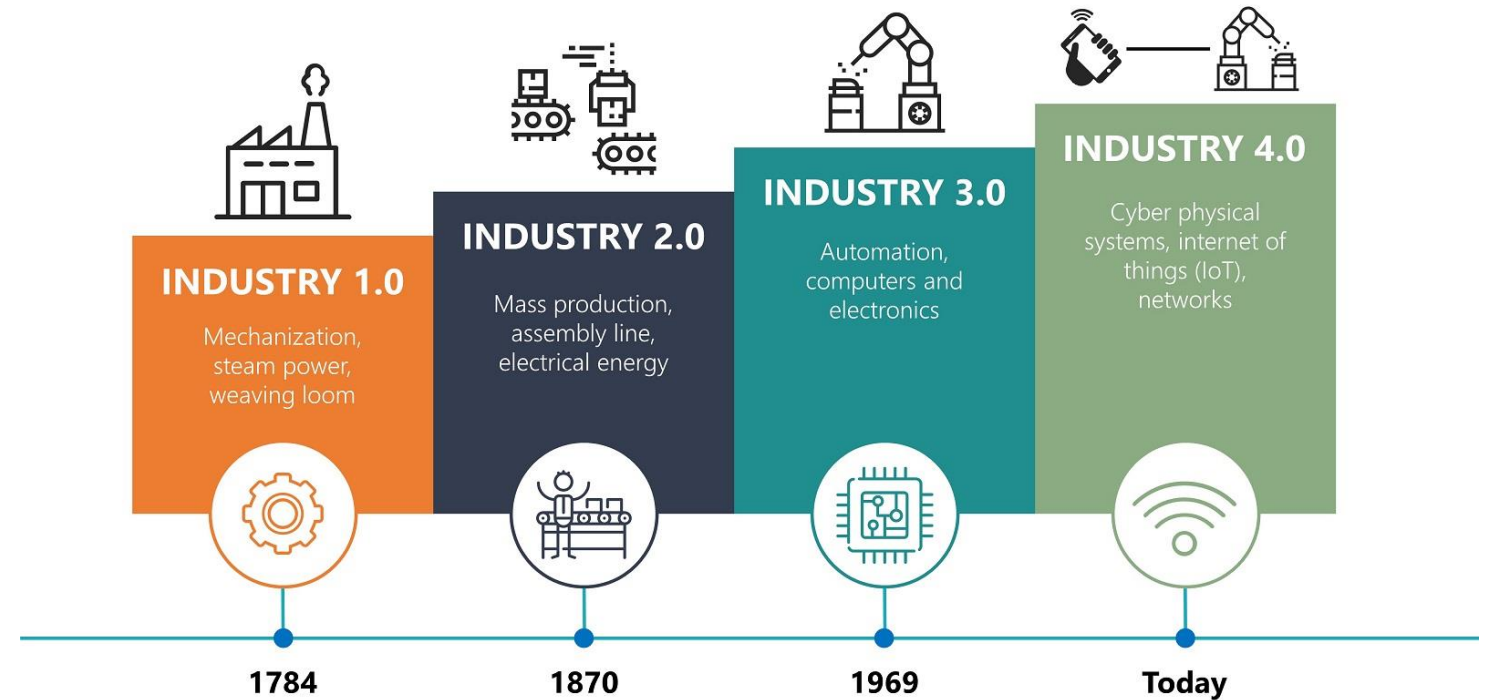 INDUSTRY 1.0
Mechanization,
steam power,
weaving loom
INDUSTRY 2.0
Mass production,
assembly line,
electrical energy
INDUSTRY 3.0
Automation,
computers and
electronics
INDUSTRY 4.0
Cyber physical
systems, internet of
things (IoT),
networks
1784
1870
1969
Today